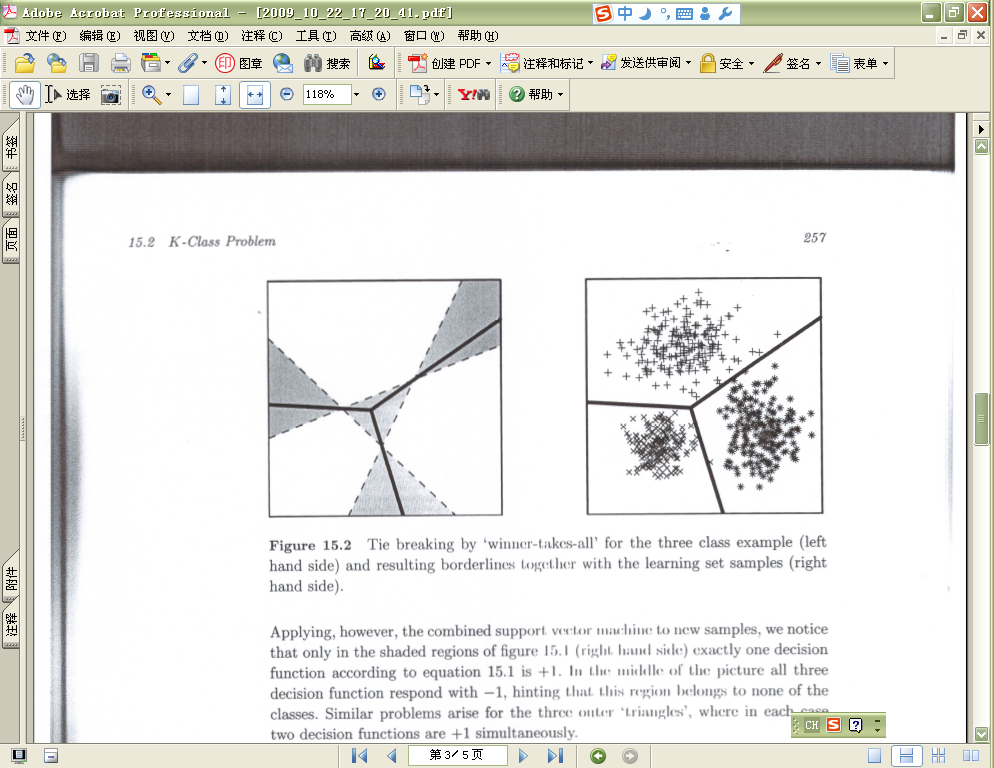 Adobe Acrobat Professional - [2009_10_22_17_20_41.pdf]
中
文件(F) 编辑(E) 视图(V) 文档(D) 注释(C) 工具(T) 高级(A) 窗口(W) 帮助(H)
印 图章 搜索 创建 PDF 注释和标记 发送供审阅 安全 签名 表单
选择 118% Y! 帮助
书签
签名
页面
附件
注释
15.2 K-Class Problem 257
Figure 15.2 Tie breaking by ‘winner-takes-all’ for the three class example (left
hand side) and resulting borderlines together with the learning set samples (right
hand side).
Applying, however, the combined support vector machine to new samples, we notice
that only in the shaded regions of figure 15.1 (right hand side) exactly one decision
function according to equation 15.1 is +1. In the middle of the picture all three
decision function respond with −1, hinting that this region belongs to none of the
classes. Similar problems arise for the three outer ‘triangles’, where in each case
two decision functions are +1 simultaneously.
CH
第 3 / 5 页